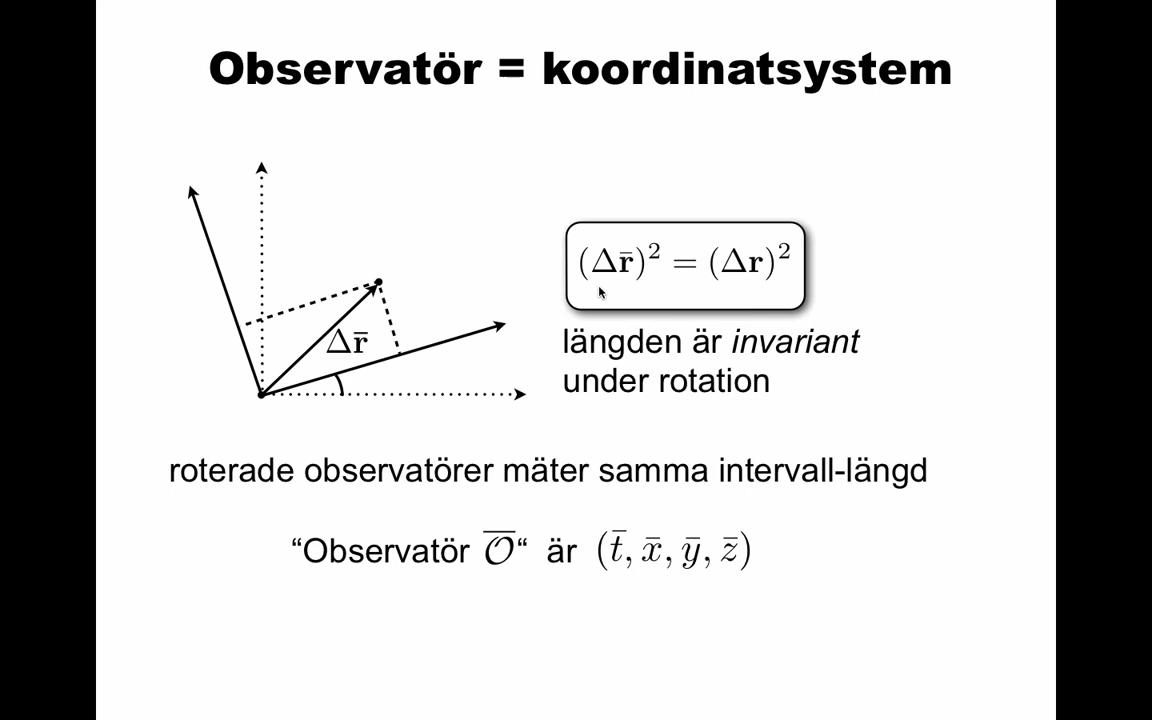 Observatör = koordinatsystem
(Δr̄)² = (Δr)²
Δr̄
längden är invariant
under rotation
roterade observatörer mäter samma intervall-längd
“Observatör 𝒪̅“ är (t̄, x̄, ȳ, z̄)